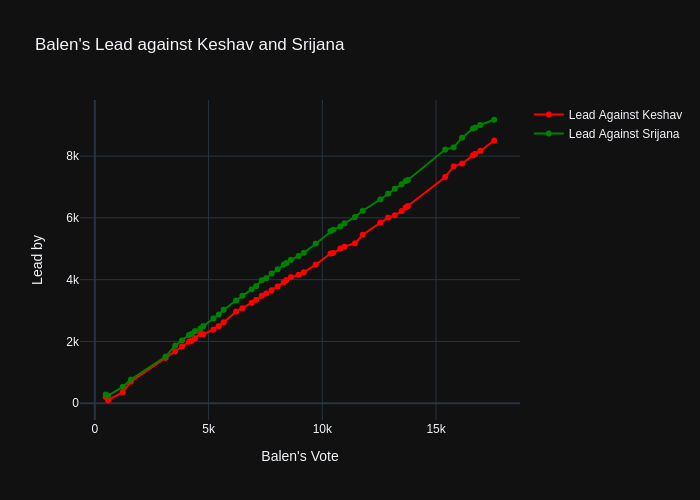 Balen's Lead against Keshav and Srijana
Lead Against Keshav
Lead Against Srijana
8k
6k
4k
2k
0
Lead by
0 5k 10k 15k
Balen's Vote